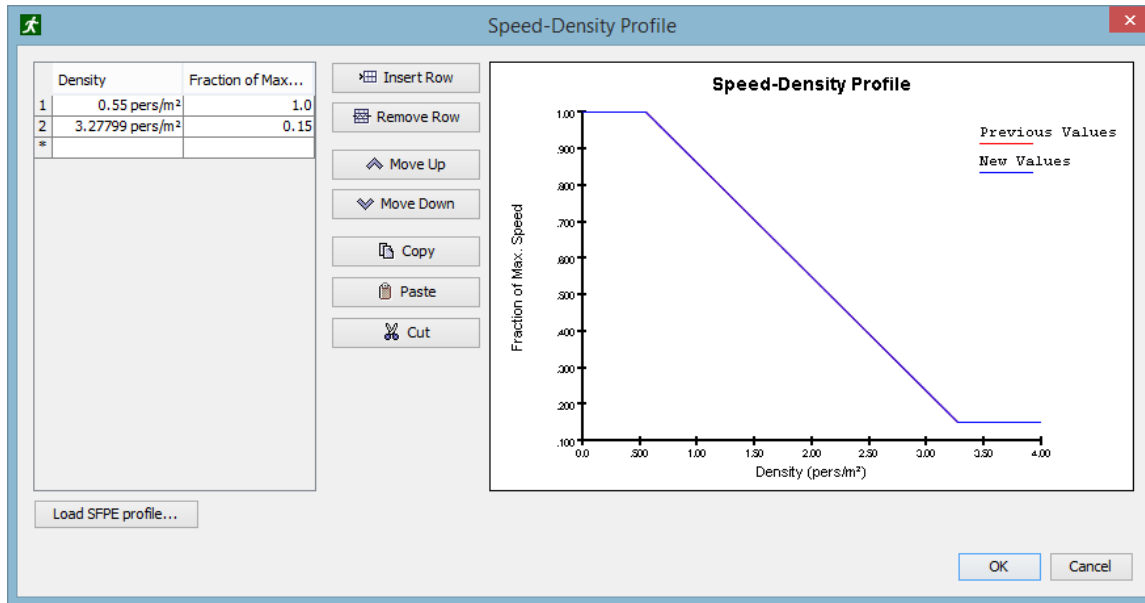 Speed-Density Profile
Density Fraction of Max...
1 0.55 pers/m² 1.0
2 3.27799 pers/m² 0.15
*
Insert Row
Remove Row
Move Up
Move Down
Copy
Paste
Cut
Speed-Density Profile
Previous Values
New Values
Fraction of Max. Speed
1.00
.900
.800
.700
.600
.500
.400
.300
.200
.100
0.0 .500 1.00 1.50 2.00 2.50 3.00 3.50 4.00
Density (pers/m²)
Load SFPE profile...
OK Cancel